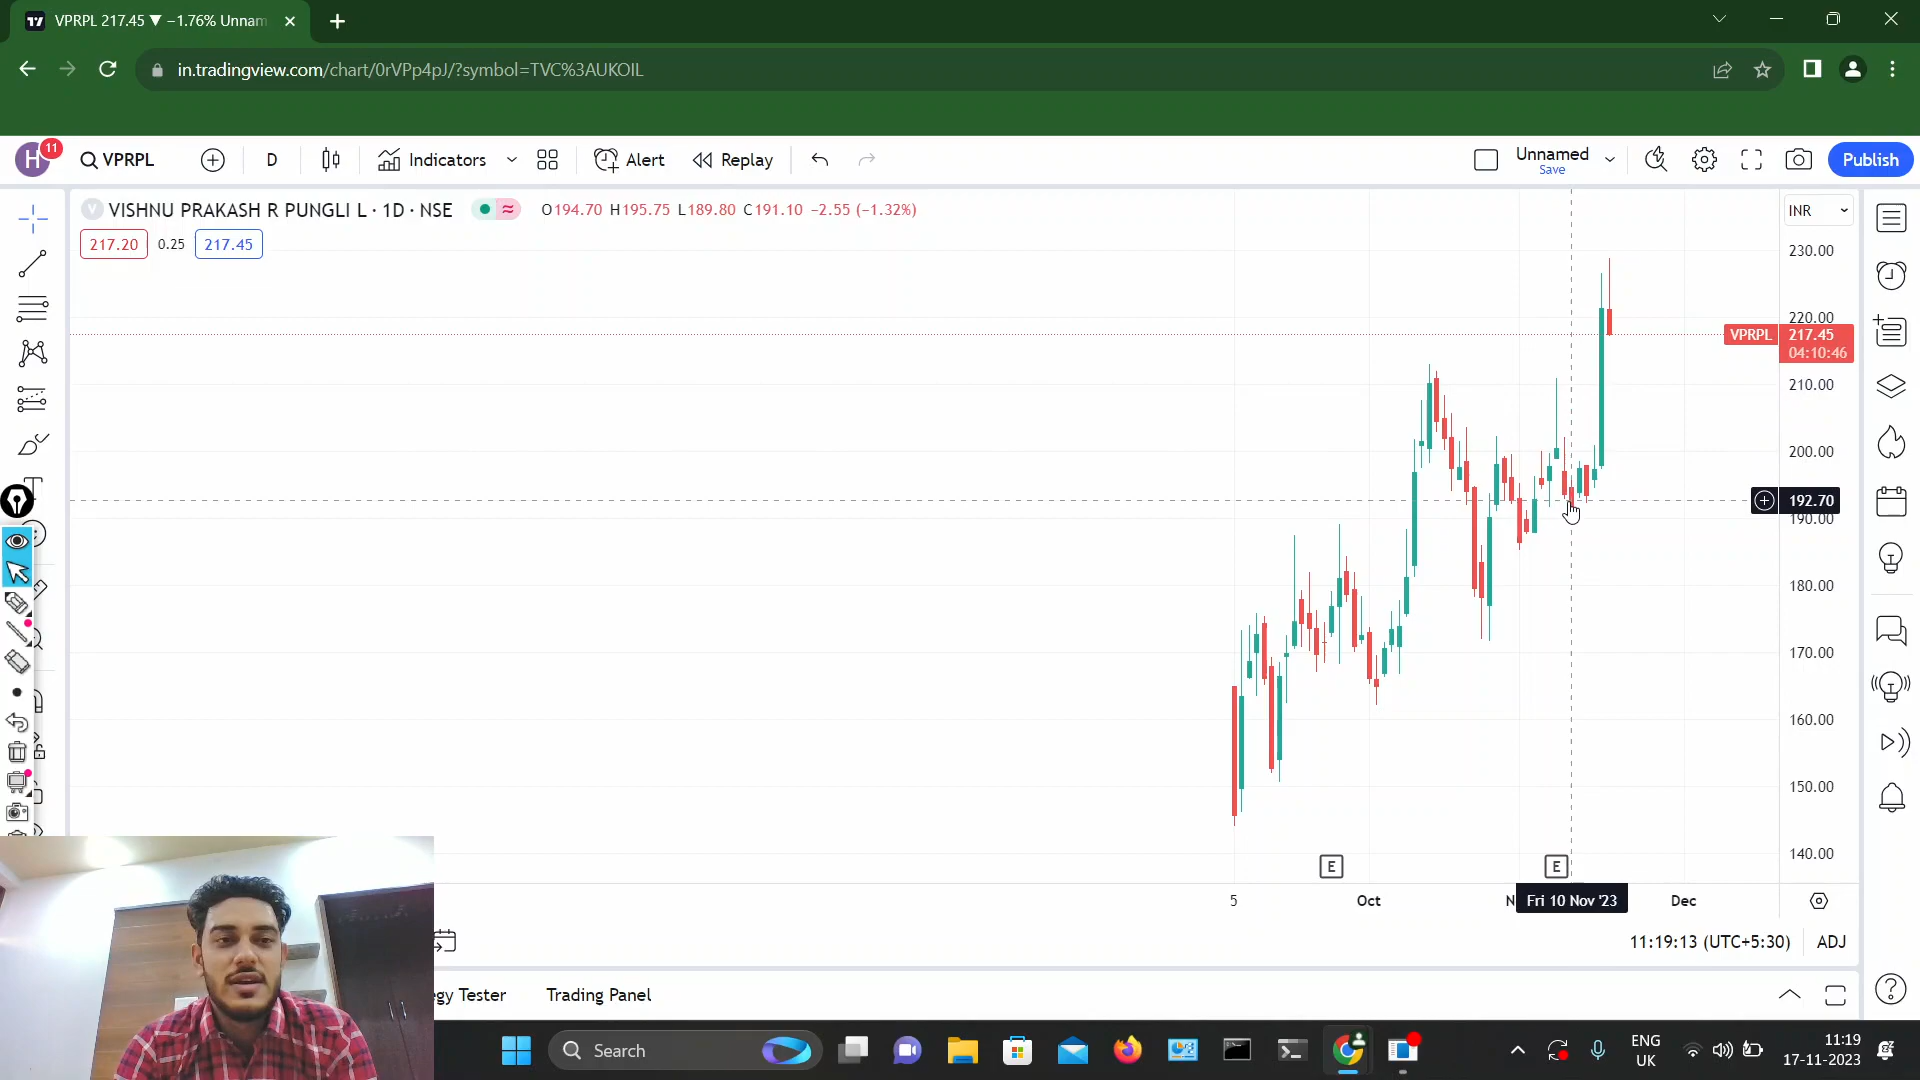 VPRPL 217.45 ▼ −1.76% Unnam
in.tradingview.com/chart/0rVPp4pJ/?symbol=TVC%3AUKOIL
H
11
VPRPL
D
Indicators
Alert
Replay
Unnamed
Save
Publish
V VISHNU PRAKASH R PUNGLI L · 1D · NSE
O194.70 H195.75 L189.80 C191.10 −2.55 (−1.32%)
INR
217.20 0.25 217.45
230.00
220.00
VPRPL 217.45
04:10:46
210.00
200.00
192.70
190.00
180.00
170.00
160.00
150.00
140.00
E
E
5
Oct
N
Fri 10 Nov '23
Dec
11:19:13 (UTC+5:30)
ADJ
egy Tester
Trading Panel
Search
ENG
UK
11:19
17-11-2023